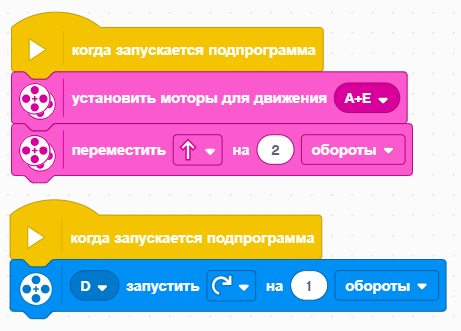 когда запускается подпрограмма
установить моторы для движения A+E
переместить на 2 обороты
когда запускается подпрограмма
D запустить на 1 обороты